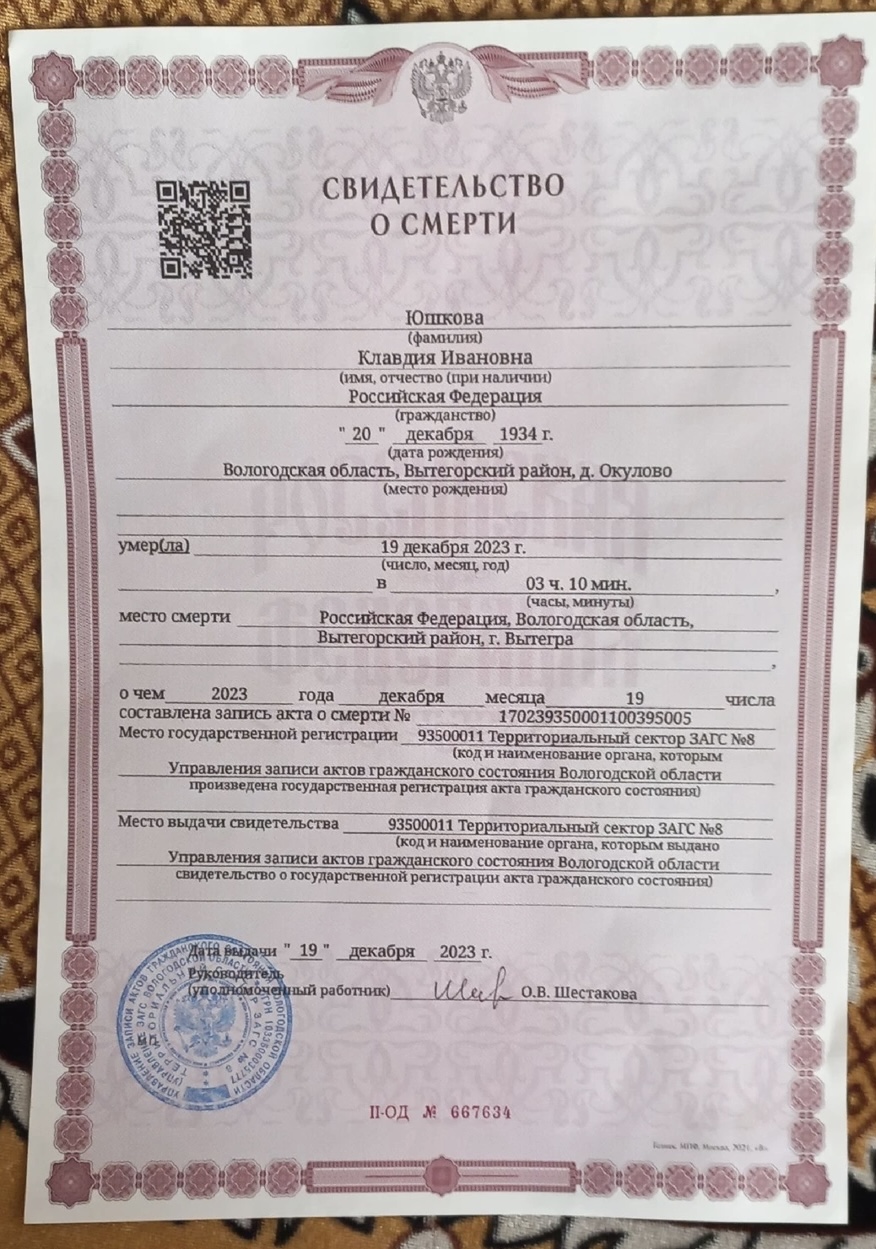 СВИДЕТЕЛЬСТВО
О СМЕРТИ
Юшкова
(фамилия)
Клавдия Ивановна
(имя, отчество (при наличии)
Российская Федерация
(гражданство)
" 20 " декабря 1934 г.
(дата рождения)
Вологодская область, Вытегорский район, д. Окулово
(место рождения)
умер(ла) 19 декабря 2023 г.
(число, месяц, год)
в 03 ч. 10 мин.,
(часы, минуты)
место смерти Российская Федерация, Вологодская область,
Вытегорский район, г. Вытегра
,
о чем 2023 года декабря месяца 19 числа
составлена запись акта о смерти № 170239350001100395005
Место государственной регистрации 93500011 Территориальный сектор ЗАГС №8
(код и наименование органа, которым
Управления записи актов гражданского состояния Вологодской области
произведена государственная регистрация акта гражданского состояния)
Место выдачи свидетельства 93500011 Территориальный сектор ЗАГС №8
(код и наименование органа, которым выдано
Управления записи актов гражданского состояния Вологодской области
свидетельство о государственной регистрации акта гражданского состояния)
Дата выдачи " 19 " декабря 2023 г.
Руководитель
(уполномоченный работник) О.В. Шестакова
МП
II-ОД № 667634